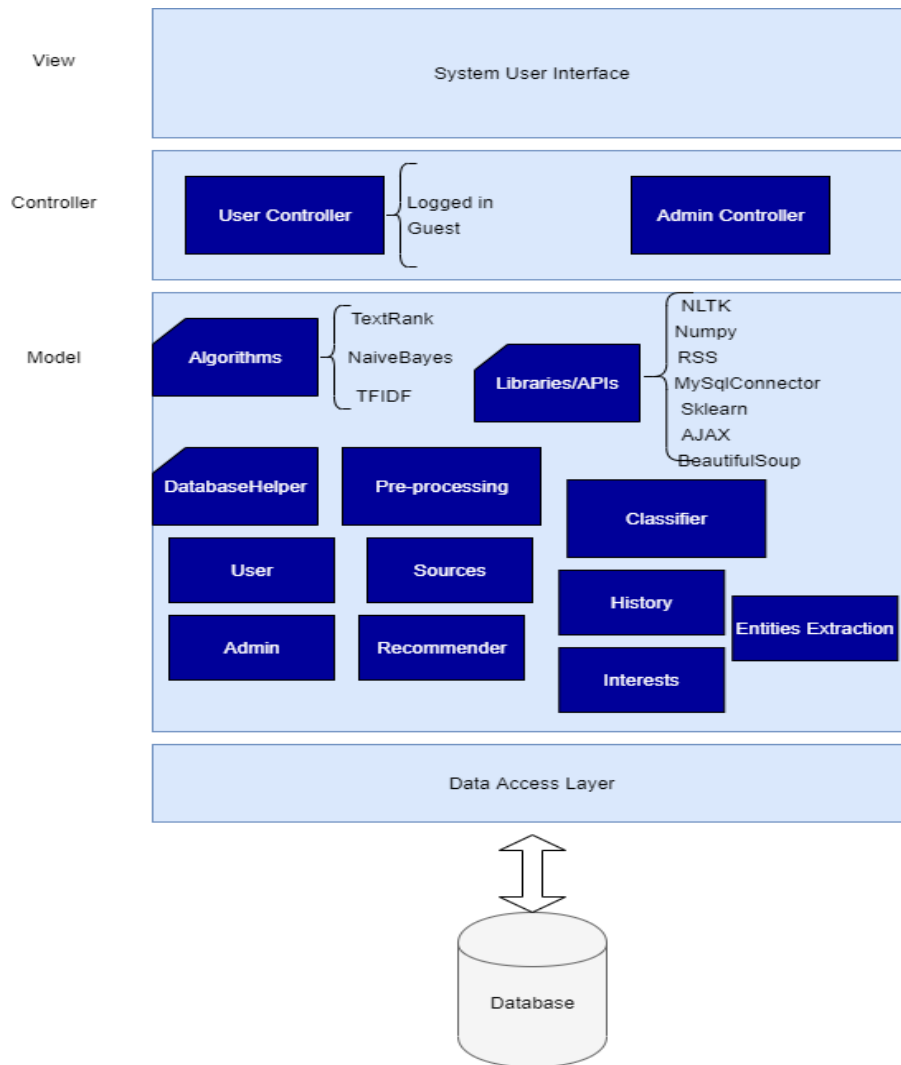 View
System User Interface
Controller
User Controller
Logged in
Guest
Admin Controller
Model
Algorithms
TextRank
NaiveBayes
TFIDF
Libraries/APIs
NLTK
Numpy
RSS
MySqlConnector
Sklearn
AJAX
BeautifulSoup
DatabaseHelper
Pre-processing
Classifier
User
Sources
History
Entities Extraction
Admin
Recommender
Interests
Data Access Layer
Database